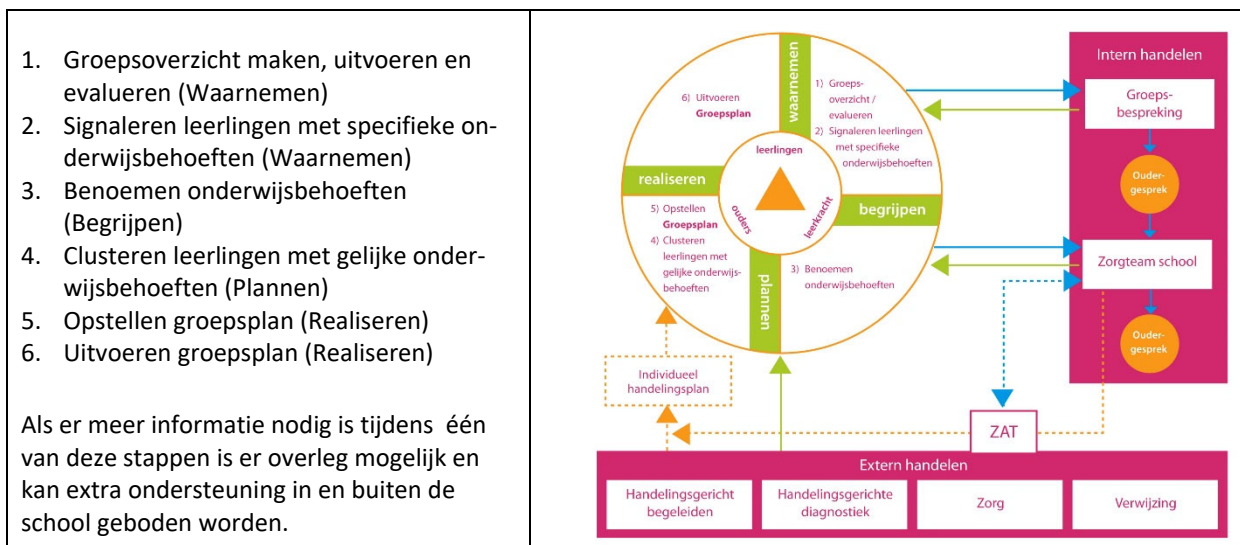 1. Groepsoverzicht maken, uitvoeren en
evalueren (Waarnemen)
2. Signaleren leerlingen met specifieke on-
derwijsbehoeften (Waarnemen)
3. Benoemen onderwijsbehoeften
(Begrijpen)
4. Clusteren leerlingen met gelijke onder-
wijsbehoeften (Plannen)
5. Opstellen groepsplan (Realiseren)
6. Uitvoeren groepsplan (Realiseren)
Als er meer informatie nodig is tijdens één
van deze stappen is er overleg mogelijk en
kan extra ondersteuning in en buiten de
school geboden worden.
waarnemen
6) Uitvoeren
Groepsplan
1) Groeps-
overzicht /
evalueren
2) Signaleren leerlingen
met specifieke
onderwijsbehoeften
leerlingen
realiseren
ouders
leerkracht
begrijpen
5) Opstellen
Groepsplan
4) Clusteren
leerlingen met
gelijke onderwijs-
behoeften
plannen
3) Benoemen
onderwijsbehoeften
Individueel
handelingsplan
Intern handelen
Groeps-
bespreking
Ouder-
gesprek
Zorgteam school
Ouder-
gesprek
ZAT
Extern handelen
Handelingsgericht
begeleiden
Handelingsgerichte
diagnostiek
Zorg
Verwijzing